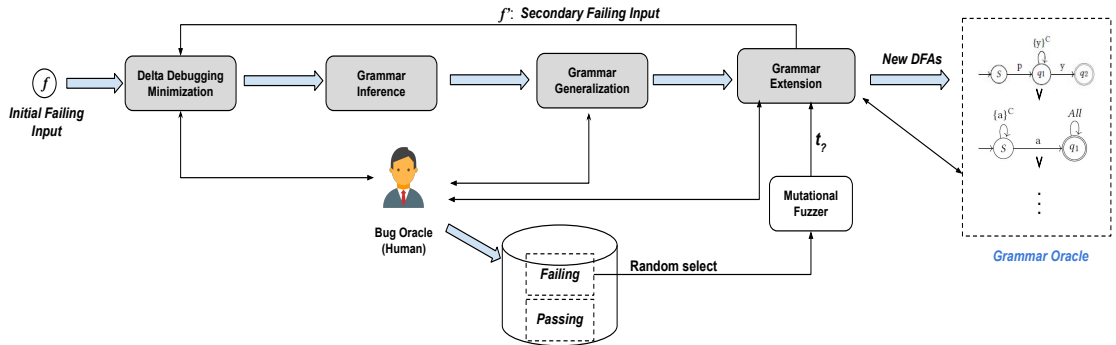 f': Secondary Failing Input
f
Initial Failing
Input
Delta Debugging
Minimization
Grammar
Inference
Grammar
Generalization
Grammar
Extension
New DFAs
{y}C
S
p
q1
y
q2
∨
{a}C
All
S
a
q1
∨
⋮
t?
Mutational
Fuzzer
Bug Oracle
(Human)
Failing
Random select
Passing
Grammar Oracle